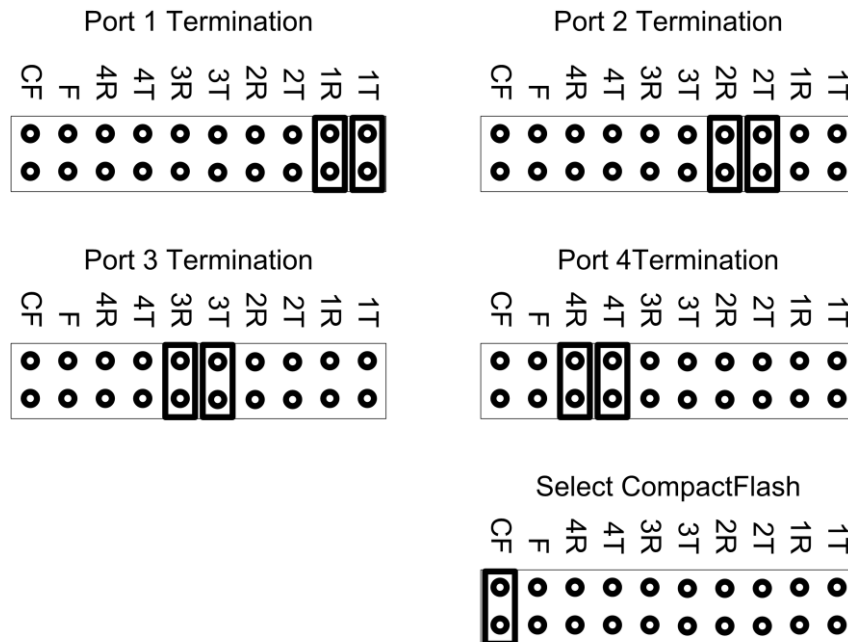 Port 1 Termination
CF F 4R 4T 3R 3T 2R 2T 1R 1T
Port 2 Termination
CF F 4R 4T 3R 3T 2R 2T 1R 1T
Port 3 Termination
CF F 4R 4T 3R 3T 2R 2T 1R 1T
Port 4Termination
CF F 4R 4T 3R 3T 2R 2T 1R 1T
Select CompactFlash
CF F 4R 4T 3R 3T 2R 2T 1R 1T